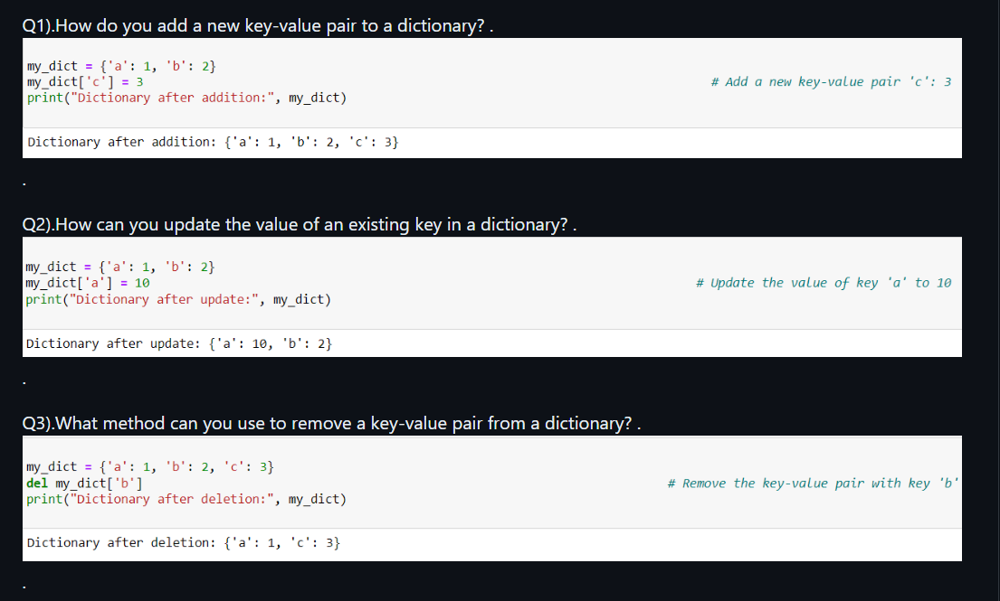 Q1).How do you add a new key-value pair to a dictionary? .
my_dict = {'a': 1, 'b': 2}
my_dict['c'] = 3 # Add a new key-value pair 'c': 3
print("Dictionary after addition:", my_dict)
Dictionary after addition: {'a': 1, 'b': 2, 'c': 3}
.
Q2).How can you update the value of an existing key in a dictionary? .
my_dict = {'a': 1, 'b': 2}
my_dict['a'] = 10 # Update the value of key 'a' to 10
print("Dictionary after update:", my_dict)
Dictionary after update: {'a': 10, 'b': 2}
.
Q3).What method can you use to remove a key-value pair from a dictionary? .
my_dict = {'a': 1, 'b': 2, 'c': 3}
del my_dict['b'] # Remove the key-value pair with key 'b'
print("Dictionary after deletion:", my_dict)
Dictionary after deletion: {'a': 1, 'c': 3}
.